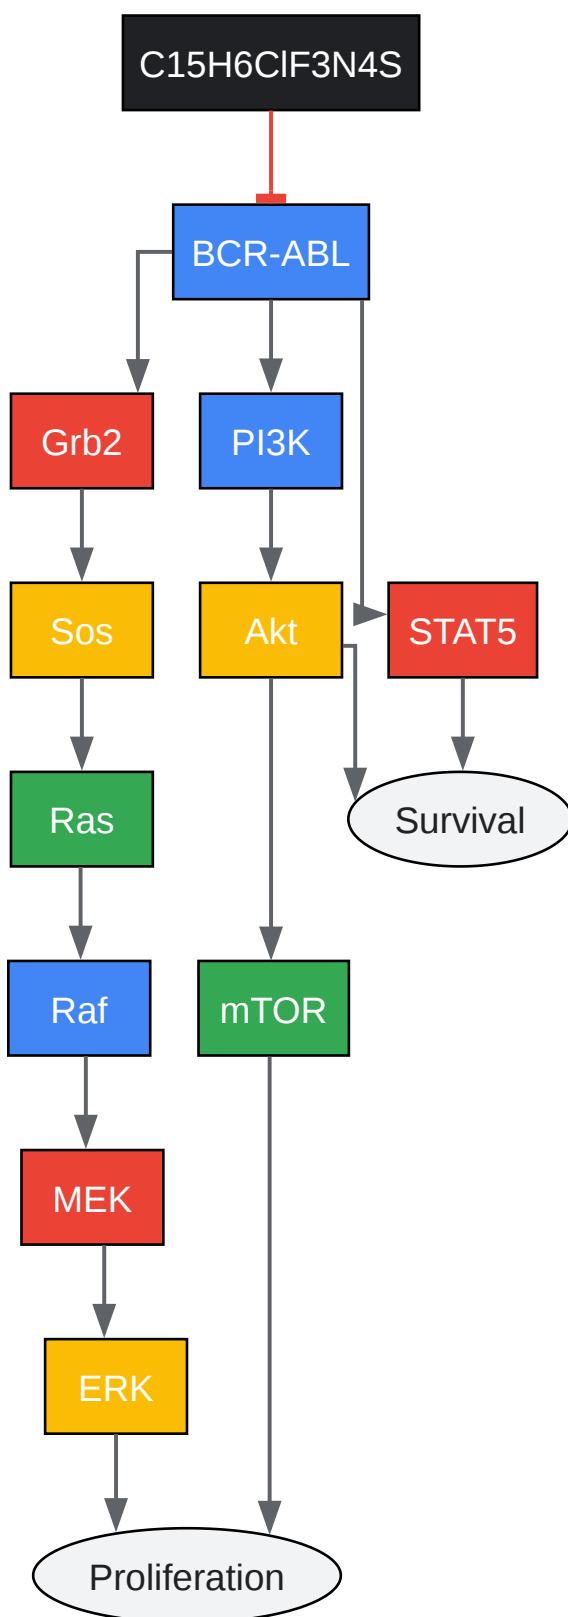 C15H6ClF3N4S
BCR-ABL
Grb2
PI3K
Sos
Akt
STAT5
Ras
Survival
Raf
mTOR
MEK
ERK
Proliferation